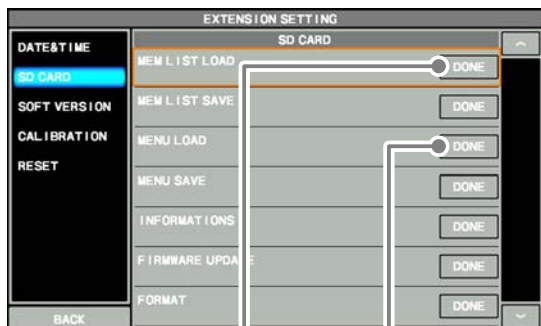 EXTENSION SETTING
DATE&TIME
SD CARD
SOFT VERSION
CALIBRATION
RESET
BACK
SD CARD
MEM LIST LOAD DONE
MEM LIST SAVE DONE
MENU LOAD DONE
MENU SAVE DONE
INFORMATIONS DONE
FIRMWARE UPDATE DONE
FORMAT DONE